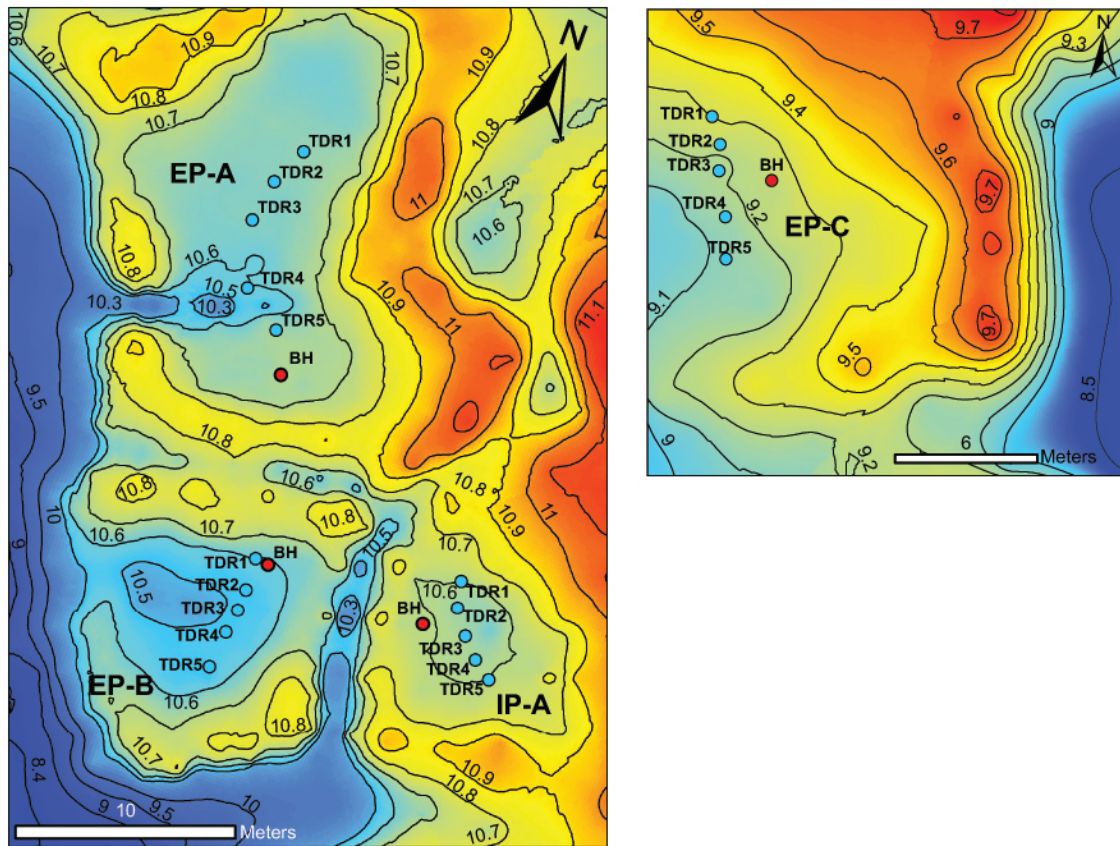 10.6
10.7
10.9
10.8
10.7
10.7
10.9
N
10.8
TDR1
EP-A
TDR2
10.7
TDR3
11
10.6
10.8
10.6
10.5
TDR4
10.3
10.3
10.9
11
11.1
TDR5
BH
9.5
10.8
10.6
10.8
10.8
10.8
10
10.9
11
10.6
10.7
10.5
10.7
TDR1
BH
9
10.5
TDR2
10.6
TDR1
TDR3
BH
TDR2
10.3
TDR4
TDR3
TDR4
TDR5
TDR5
EP-B
10.6
IP-A
10.8
10.7
10.9
8.4
10.8
9
9.5
10
10.7
10
Meters
9.5
9.7
N
9.3
9.4
9
TDR1
TDR2
TDR3
BH
9.6
9.7
TDR4
9.2
EP-C
TDR5
9.1
9.7
9.5
8.5
9
9.2
6
Meters